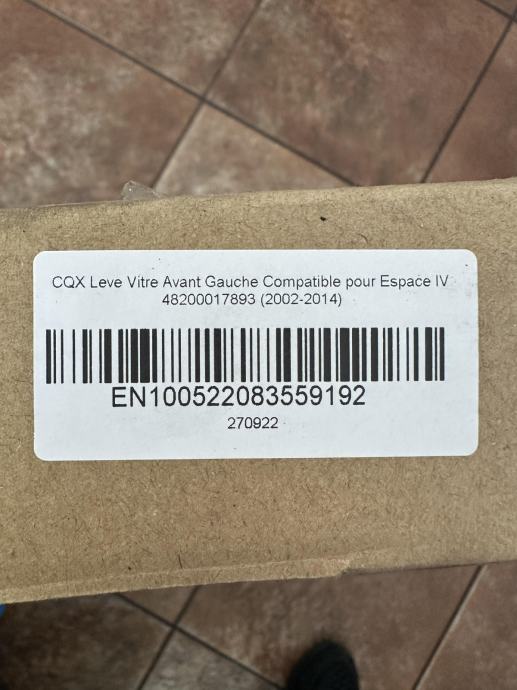 CQX Leve Vitre Avant Gauche Compatible pour Espace IV
48200017893 (2002-2014)
EN100522083559192
270922